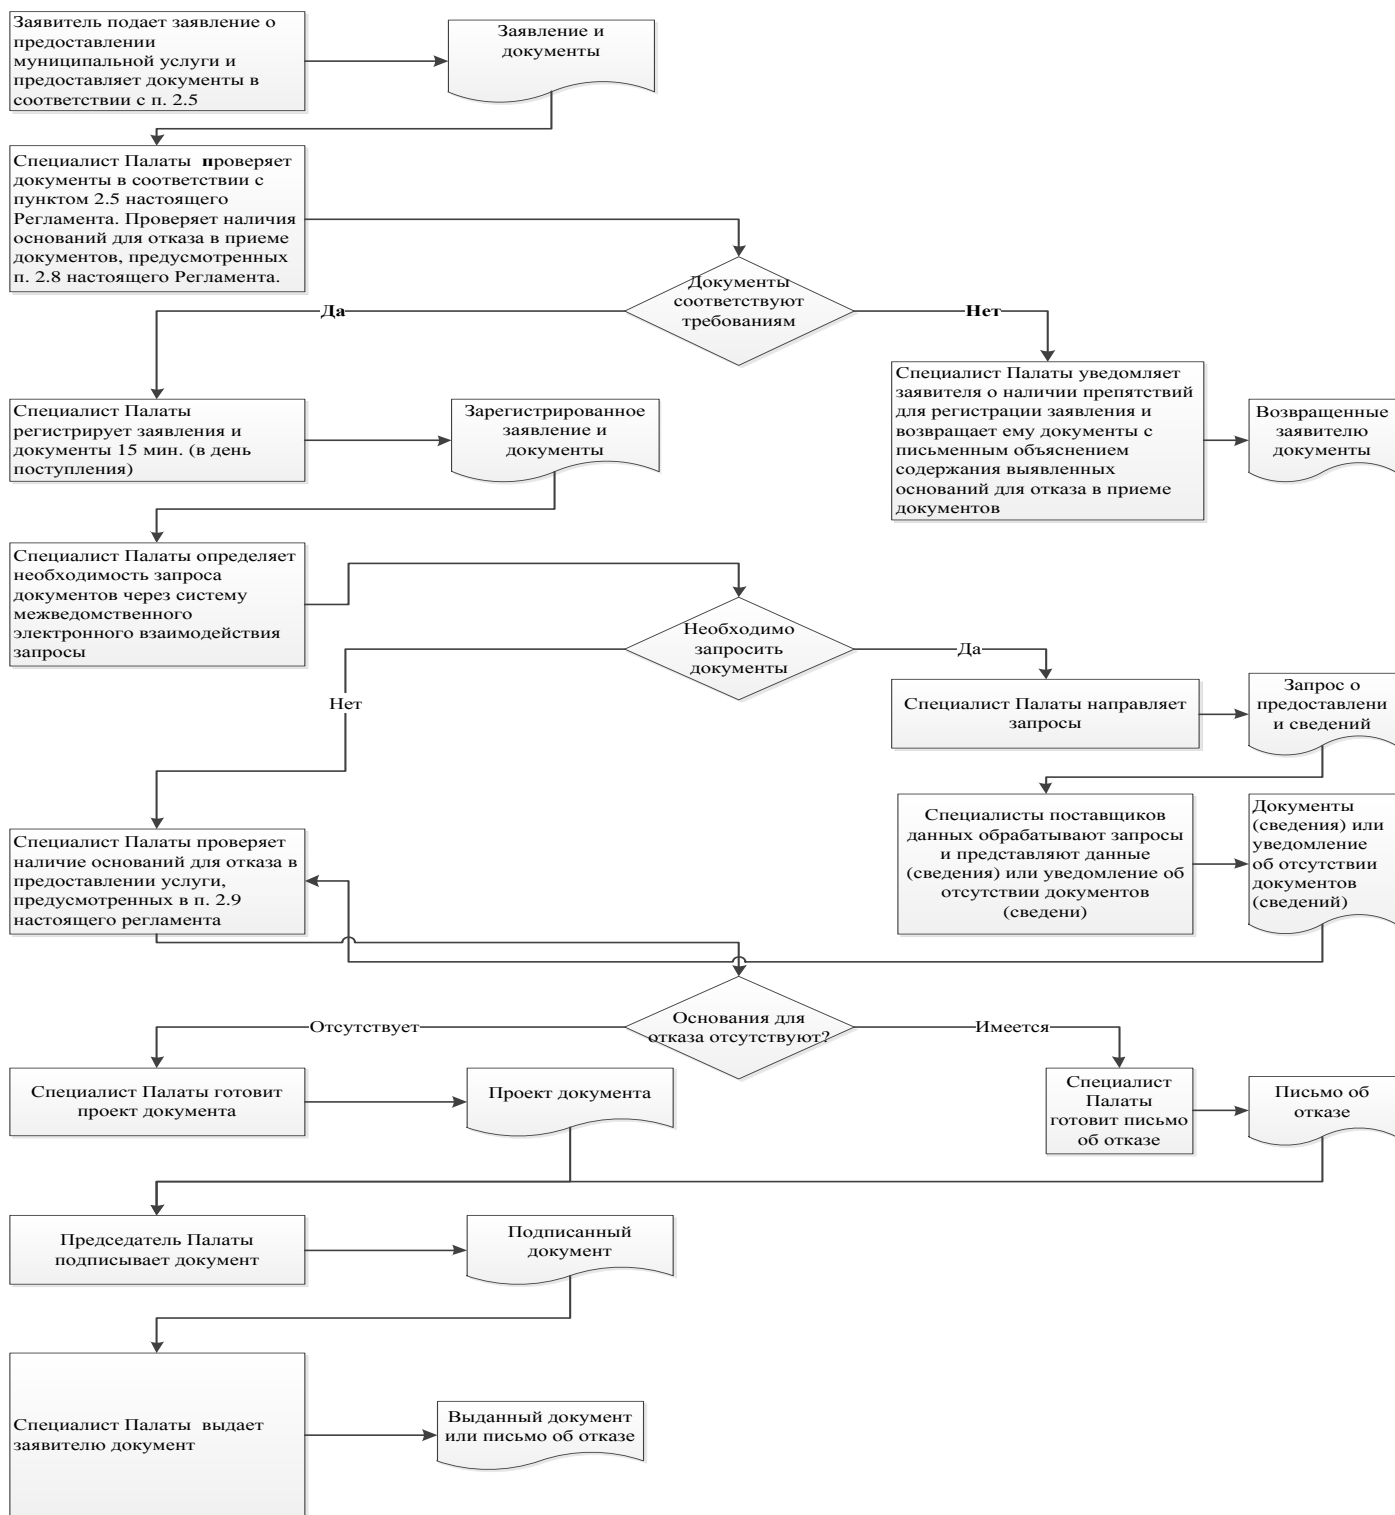 Заявитель подает заявление о
предоставлении
муниципальной услуги и
предоставляет документы в
соответствии с п. 2.5
Заявление и
документы
Специалист Палаты  проверяет
документы в соответствии с
пунктом 2.5 настоящего
Регламента. Проверяет наличия
оснований для отказа в приеме
документов, предусмотренных
п. 2.8 настоящего Регламента.
Документы
соответствуют
требованиям
Да
Нет
Специалист Палаты
регистрирует заявления и
документы 15 мин. (в день
поступления)
Зарегистрированное
заявление и
документы
Специалист Палаты уведомляет
заявителя о наличии препятствий
для регистрации заявления и
возвращает ему документы с
письменным объяснением
содержания выявленных
оснований для отказа в приеме
документов
Возвращенные
заявителю
документы
Специалист Палаты определяет
необходимость запроса
документов через систему
межведомственного
электронного взаимодействия
запросы
Необходимо
запросить
документы
Да
Нет
Специалист Палаты направляет
запросы
Запрос о
предоставлени
и сведений
Специалисты поставщиков
данных обрабатывают запросы
и представляют данные
(сведения) или уведомление об
отсутствии документов
(сведени)
Документы
(сведения) или
уведомление
об отсутствии
документов
(сведений)
Специалист Палаты проверяет
наличие оснований для отказа в
предоставлении услуги,
предусмотренных в п. 2.9
настоящего регламента
Основания для
отказа отсутствуют?
Отсутствует
Имеется
Специалист Палаты готовит
проект документа
Проект документа
Специалист
Палаты
готовит письмо
об отказе
Письмо об
отказе
Председатель Палаты
подписывает документ
Подписанный
документ
Специалист Палаты  выдает
заявителю документ
Выданный документ
или письмо об отказе